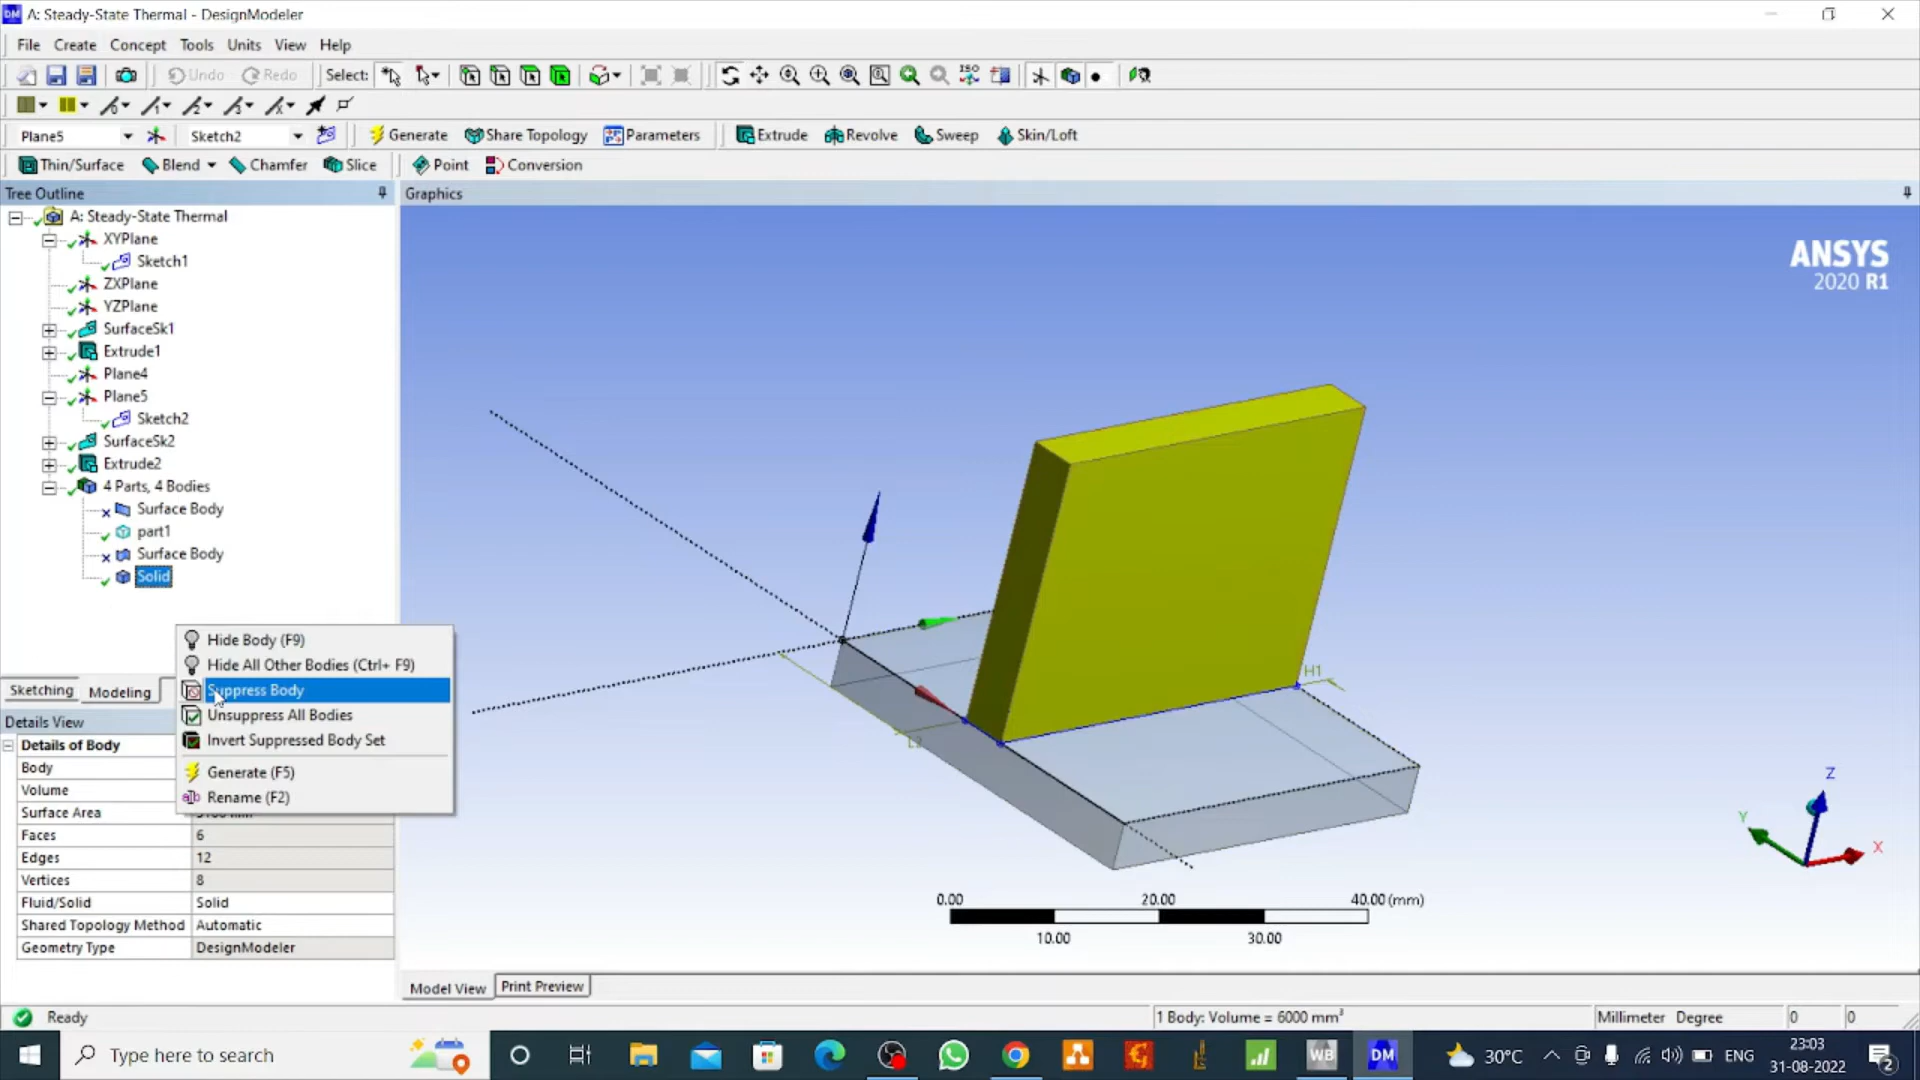 A: Steady-State Thermal - DesignModeler
File Create Concept Tools Units View Help
Undo Redo Select: ISO
Plane5 Sketch2 Generate Share Topology Parameters Extrude Revolve Sweep Skin/Loft
Thin/Surface Blend Chamfer Slice Point Conversion
Tree Outline
Graphics
A: Steady-State Thermal
XYPlane
Sketch1
ZXPlane
YZPlane
SurfaceSk1
Extrude1
Plane4
Plane5
Sketch2
SurfaceSk2
Extrude2
4 Parts, 4 Bodies
Surface Body
part1
Surface Body
Solid
Hide Body (F9)
Hide All Other Bodies (Ctrl+ F9)
Suppress Body
Unsuppress All Bodies
Invert Suppressed Body Set
Generate (F5)
Rename (F2)
Sketching Modeling
Details View
Details of Body
Body
Volume
Surface Area
Faces 6
Edges 12
Vertices 8
Fluid/Solid Solid
Shared Topology Method Automatic
Geometry Type DesignModeler
ANSYS
2020 R1
H1
L2
Z
Y
X
0.00 20.00 40.00 (mm)
10.00 30.00
Model View Print Preview
Ready
1 Body: Volume = 6000 mm³
Millimeter Degree 0 0
Type here to search
WB
DM
30°C
ENG
23:03
31-08-2022
2